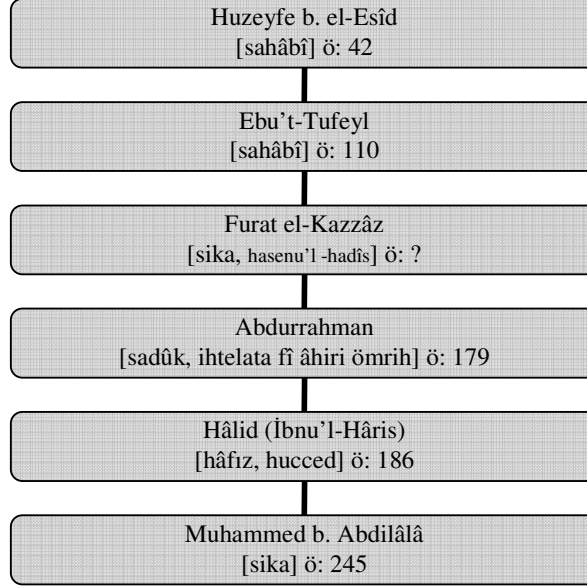 Huzeyfe b. el-Esîd
[sahâbî] ö: 42
Ebu’t-Tufeyl
[sahâbî] ö: 110
Furat el-Kazzâz
[sika, hasenu’l -hadîs] ö: ?
Abdurrahman
[sadûk, ihtelata fî âhiri ömrih] ö: 179
Hâlid (İbnu’l-Hâris)
[hâfız, hucced] ö: 186
Muhammed b. Abdilâlâ
[sika] ö: 245